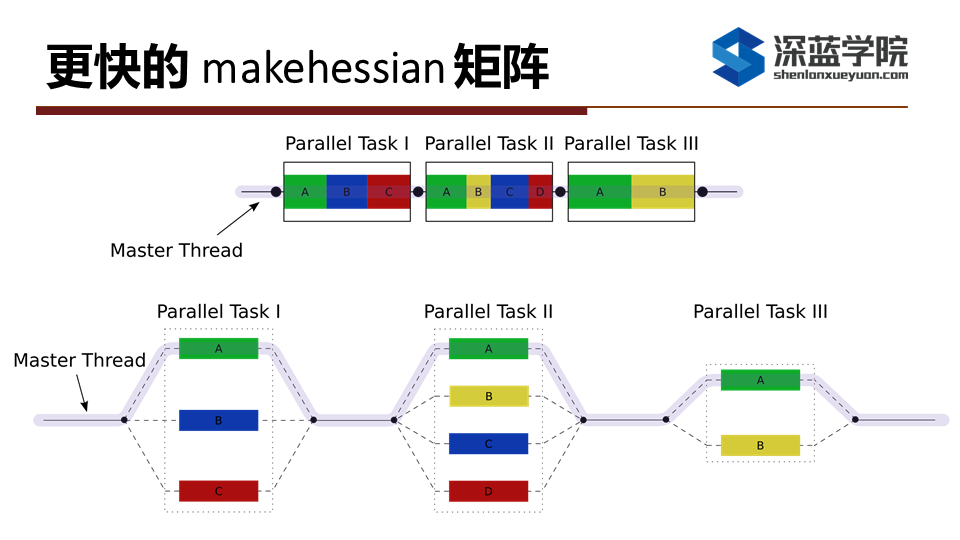 更快的 makehessian 矩阵
深蓝学院
shenlanxueyuan.com
Parallel Task I
Parallel Task II
Parallel Task III
A B C
A B C D
A B
Master Thread
Parallel Task I
Parallel Task II
Parallel Task III
Master Thread
A
B
C
A
B
C
D
A
B